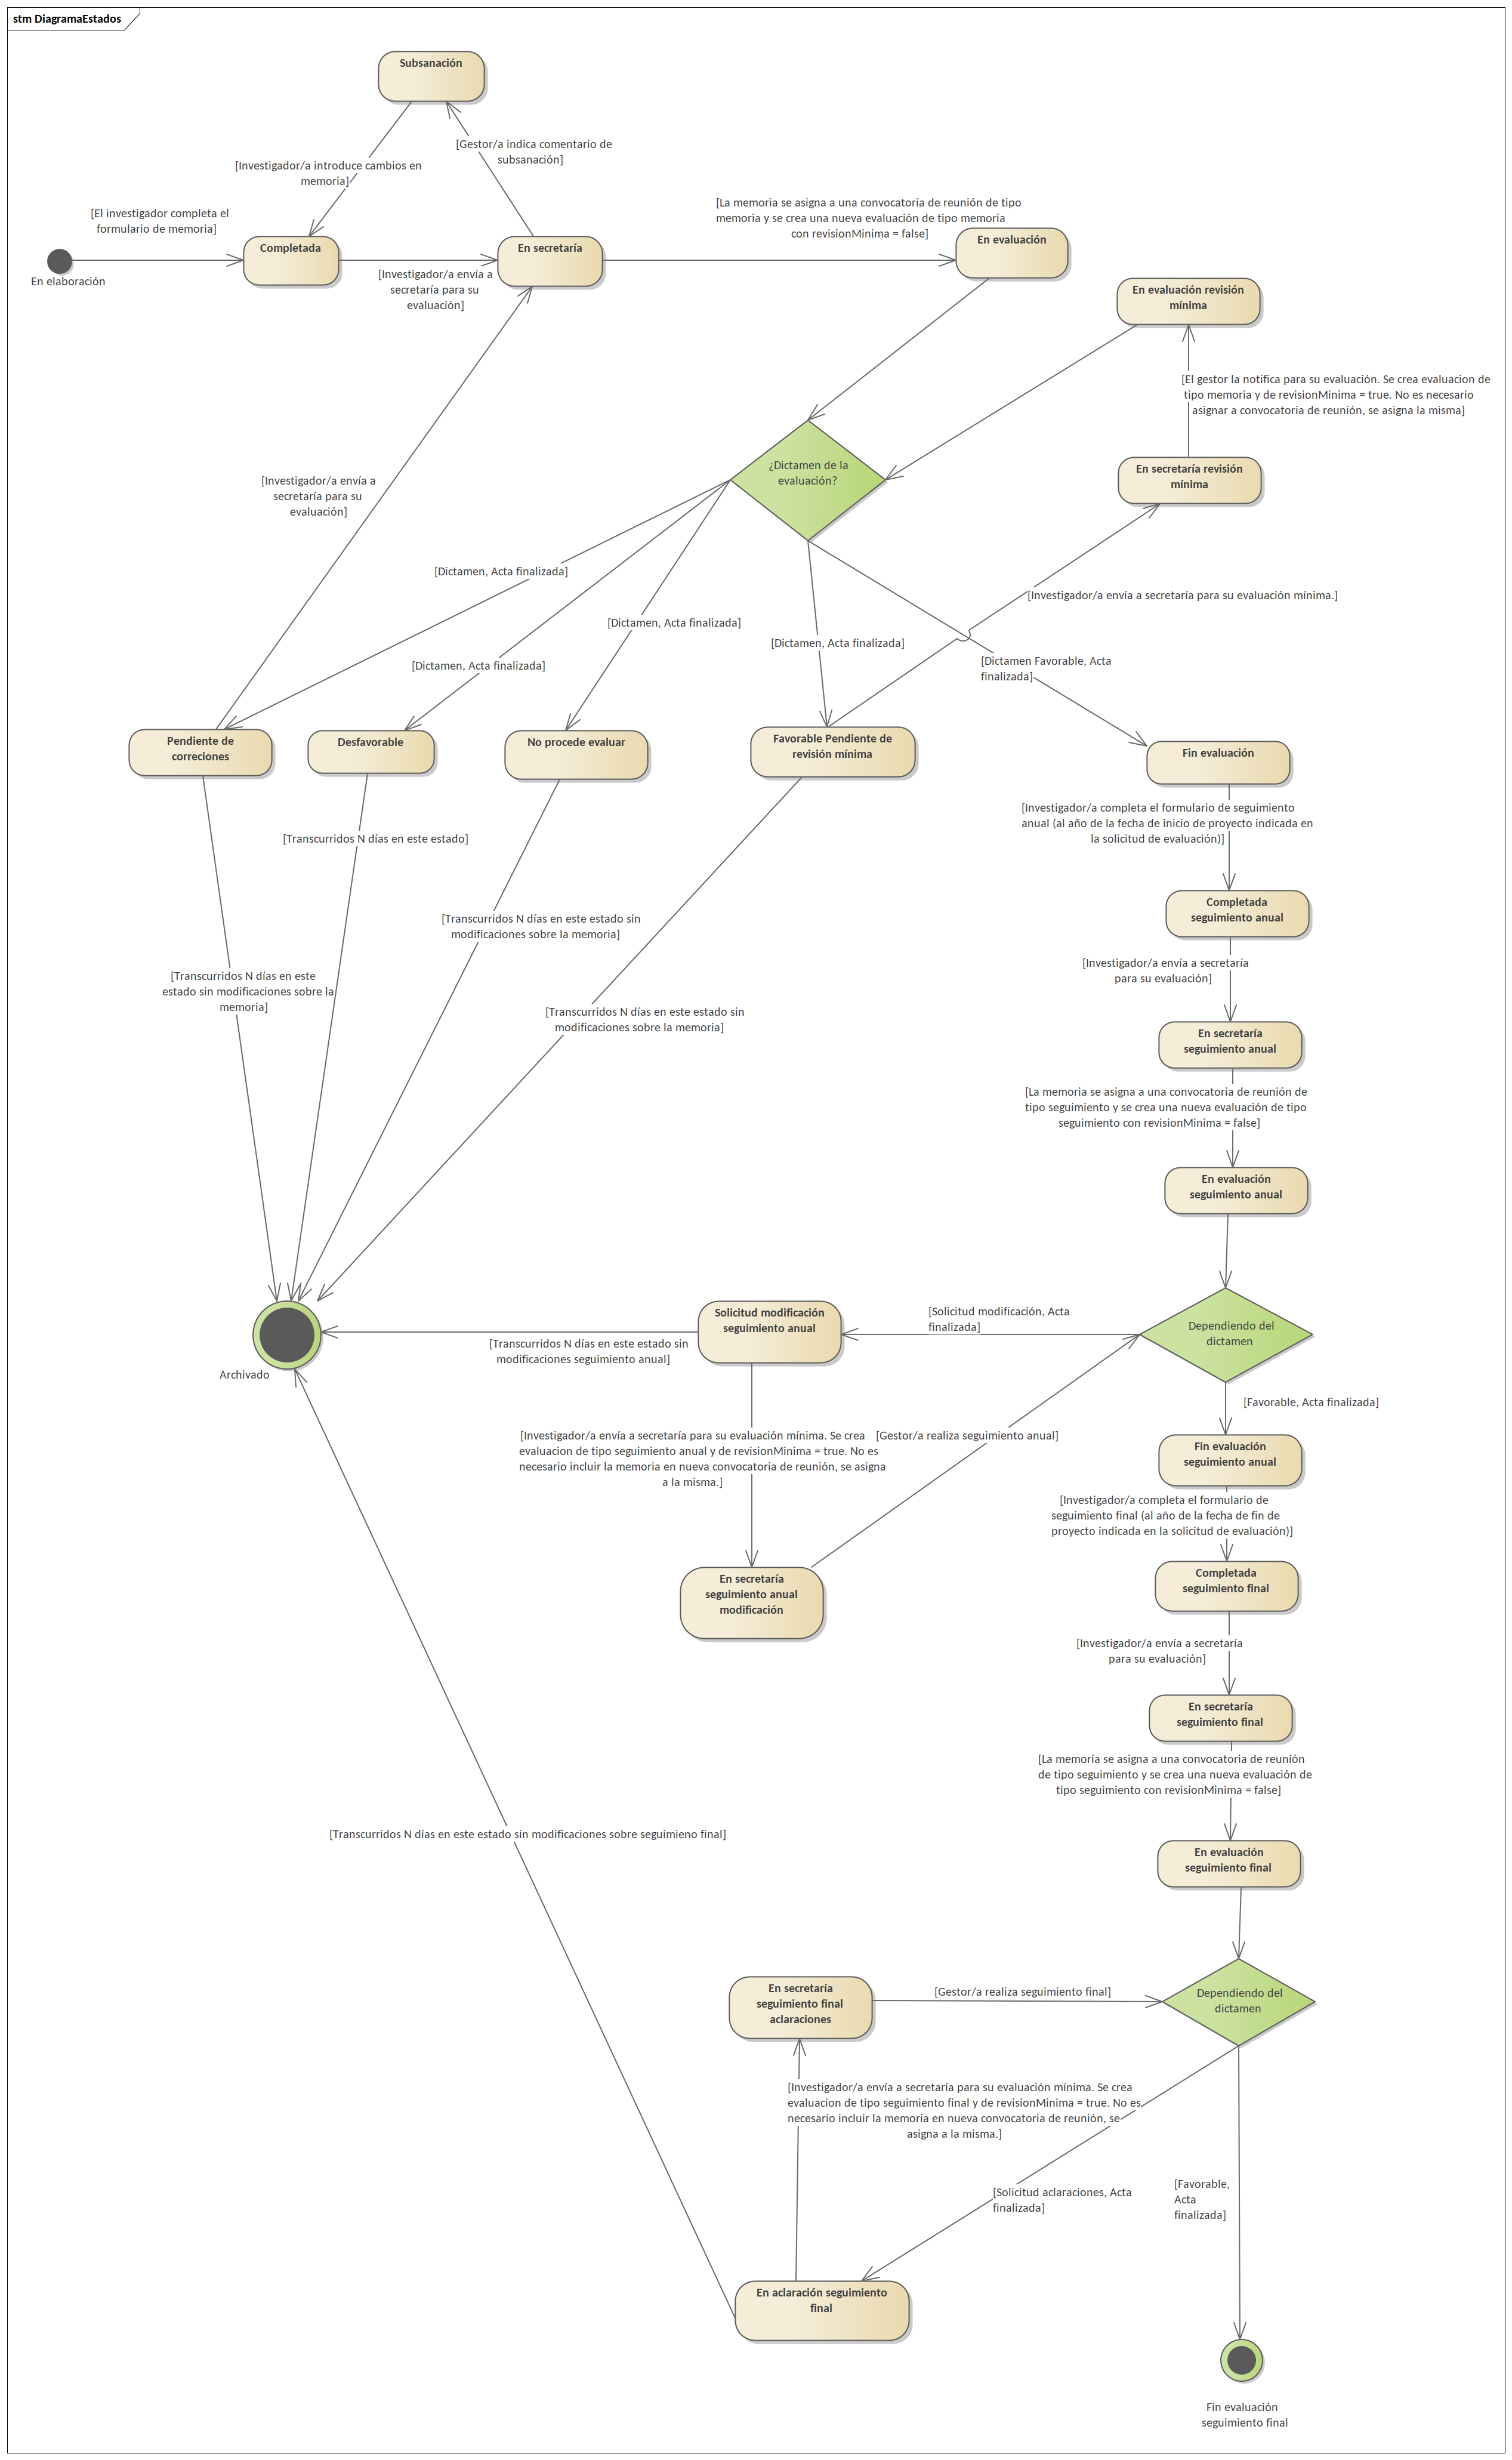 stm DiagramaEstados
Subsanación
[Gestor/a indica comentario de
subsanación]
[Investigador/a introduce cambios en
memoria]
[El investigador completa el
formulario de memoria]
[La memoria se asigna a una convocatoria de reunión de tipo
memoria y se crea una nueva evaluación de tipo memoria
con revisionMinima = false]
En elaboración
Completada
[Investigador/a envía a
secretaría para su
evaluación]
En secretaría
En evaluación
En evaluación revisión
mínima
[El gestor la notifica para su evaluación. Se crea evaluacion de
tipo memoria y de revisionMinima = true. No es necesario
asignar a convocatoria de reunión, se asigna la misma]
¿Dictamen de la
evaluación?
En secretaría revisión
mínima
[Investigador/a envía a
secretaría para su
evaluación]
[Dictamen, Acta finalizada]
[Investigador/a envía a secretaría para su evaluación mínima.]
[Dictamen, Acta finalizada]
[Dictamen, Acta finalizada]
[Dictamen, Acta finalizada]
[Dictamen Favorable, Acta
finalizada]
Pendiente de
correciones
Desfavorable
No procede evaluar
Favorable Pendiente de
revisión mínima
Fin evaluación
[Investigador/a completa el formulario de seguimiento
anual (al año de la fecha de inicio de proyecto indicada en
la solicitud de evaluación)]
[Transcurridos N días en este estado]
Completada
seguimiento anual
[Transcurridos N días en este estado sin
modificaciones sobre la memoria]
[Investigador/a envía a secretaría
para su evaluación]
[Transcurridos N días en este
estado sin modificaciones sobre la
memoria]
[Transcurridos N días en este estado sin
modificaciones sobre la memoria]
En secretaría
seguimiento anual
[La memoria se asigna a una convocatoria de reunión de
tipo seguimiento y se crea una nueva evaluación de tipo
seguimiento con revisionMinima = false]
En evaluación
seguimiento anual
Archivado
[Transcurridos N días en este estado sin
modificaciones seguimiento anual]
Solicitud modificación
seguimiento anual
[Solicitud modificación, Acta
finalizada]
Dependiendo del
dictamen
[Favorable, Acta finalizada]
[Investigador/a envía a secretaría para su evaluación mínima. Se crea
evaluacion de tipo seguimiento anual y de revisionMinima = true. No es
necesario incluir la memoria en nueva convocatoria de reunión, se asigna
a la misma.]
[Gestor/a realiza seguimiento anual]
Fin evaluación
seguimiento anual
[Investigador/a completa el formulario de
seguimiento final (al año de la fecha de fin de
proyecto indicada en la solicitud de evaluación)]
En secretaría
seguimiento anual
modificación
Completada
seguimiento final
[Investigador/a envía a secretaría
para su evaluación]
En secretaría
seguimiento final
[La memoria se asigna a una convocatoria de reunión
de tipo seguimiento y se crea una nueva evaluación de
tipo seguimiento con revisionMinima = false]
[Transcurridos N días en este estado sin modificaciones sobre seguimieno final]
En evaluación
seguimiento final
En secretaría
seguimiento final
aclaraciones
[Gestor/a realiza seguimiento final]
Dependiendo del
dictamen
[Investigador/a envía a secretaría para su evaluación mínima. Se crea
evaluacion de tipo seguimiento final y de revisionMinima = true. No es
necesario incluir la memoria en nueva convocatoria de reunión, se
asigna a la misma.]
[Solicitud aclaraciones, Acta
finalizada]
[Favorable,
Acta
finalizada]
En aclaración seguimiento
final
Fin evaluación
seguimiento final